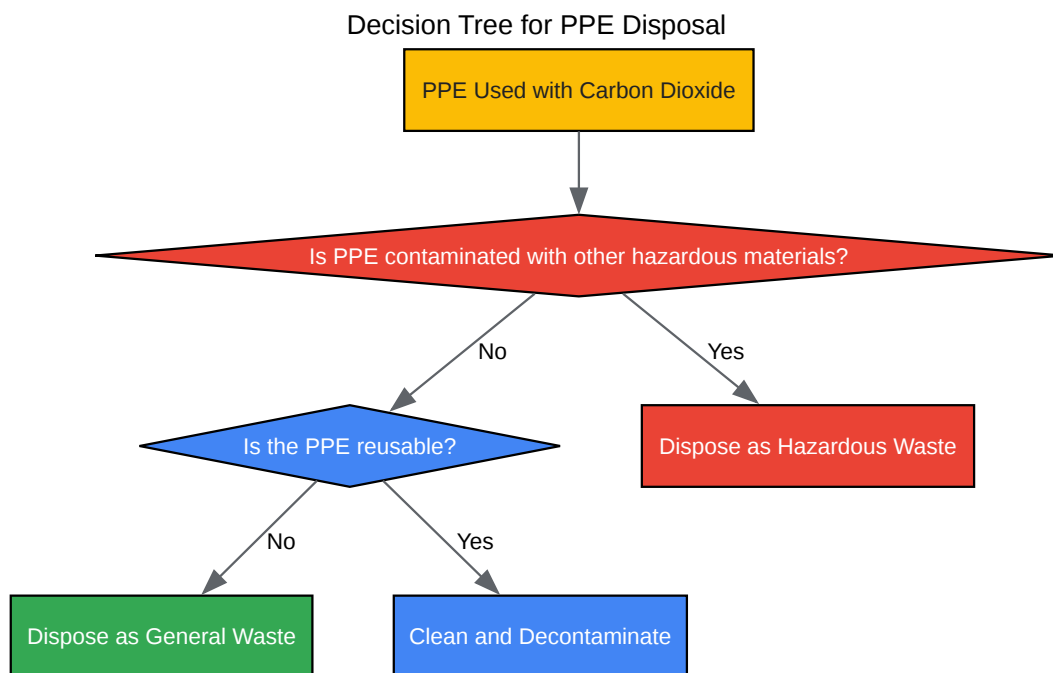 Decision Tree for PPE Disposal
PPE Used with Carbon Dioxide
Is PPE contaminated with other hazardous materials?
No
Yes
Is the PPE reusable?
Dispose as Hazardous Waste
No
Yes
Dispose as General Waste
Clean and Decontaminate